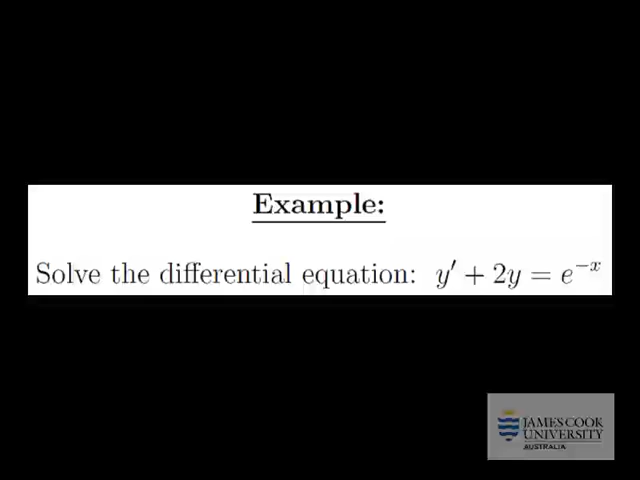 Example:
Solve the differential equation: y′ + 2y = e⁻ˣ
JAMES COOK
UNIVERSITY
AUSTRALIA